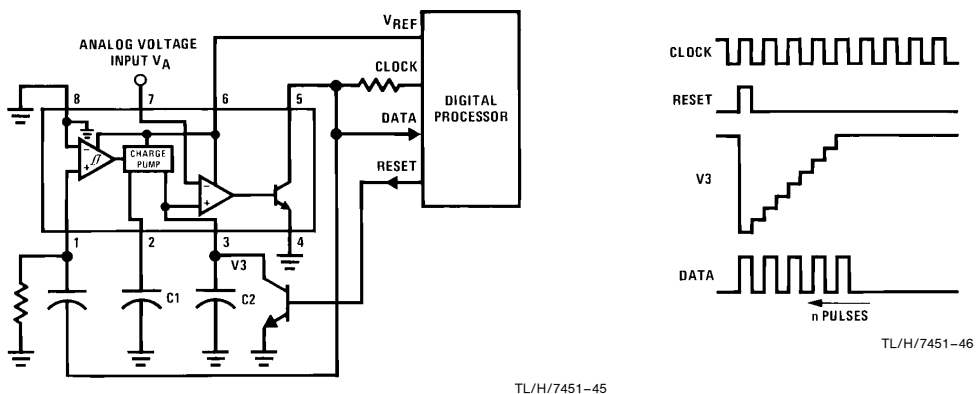 ANALOG VOLTAGE
INPUT VA
8
7
6
5
VREF
CLOCK
DATA
RESET
DIGITAL
PROCESSOR
CHARGE
PUMP
−
+
−
+
1
2
3
4
V3
C1
C2
TL/H/7451–45
CLOCK
RESET
V3
DATA
n PULSES
TL/H/7451–46